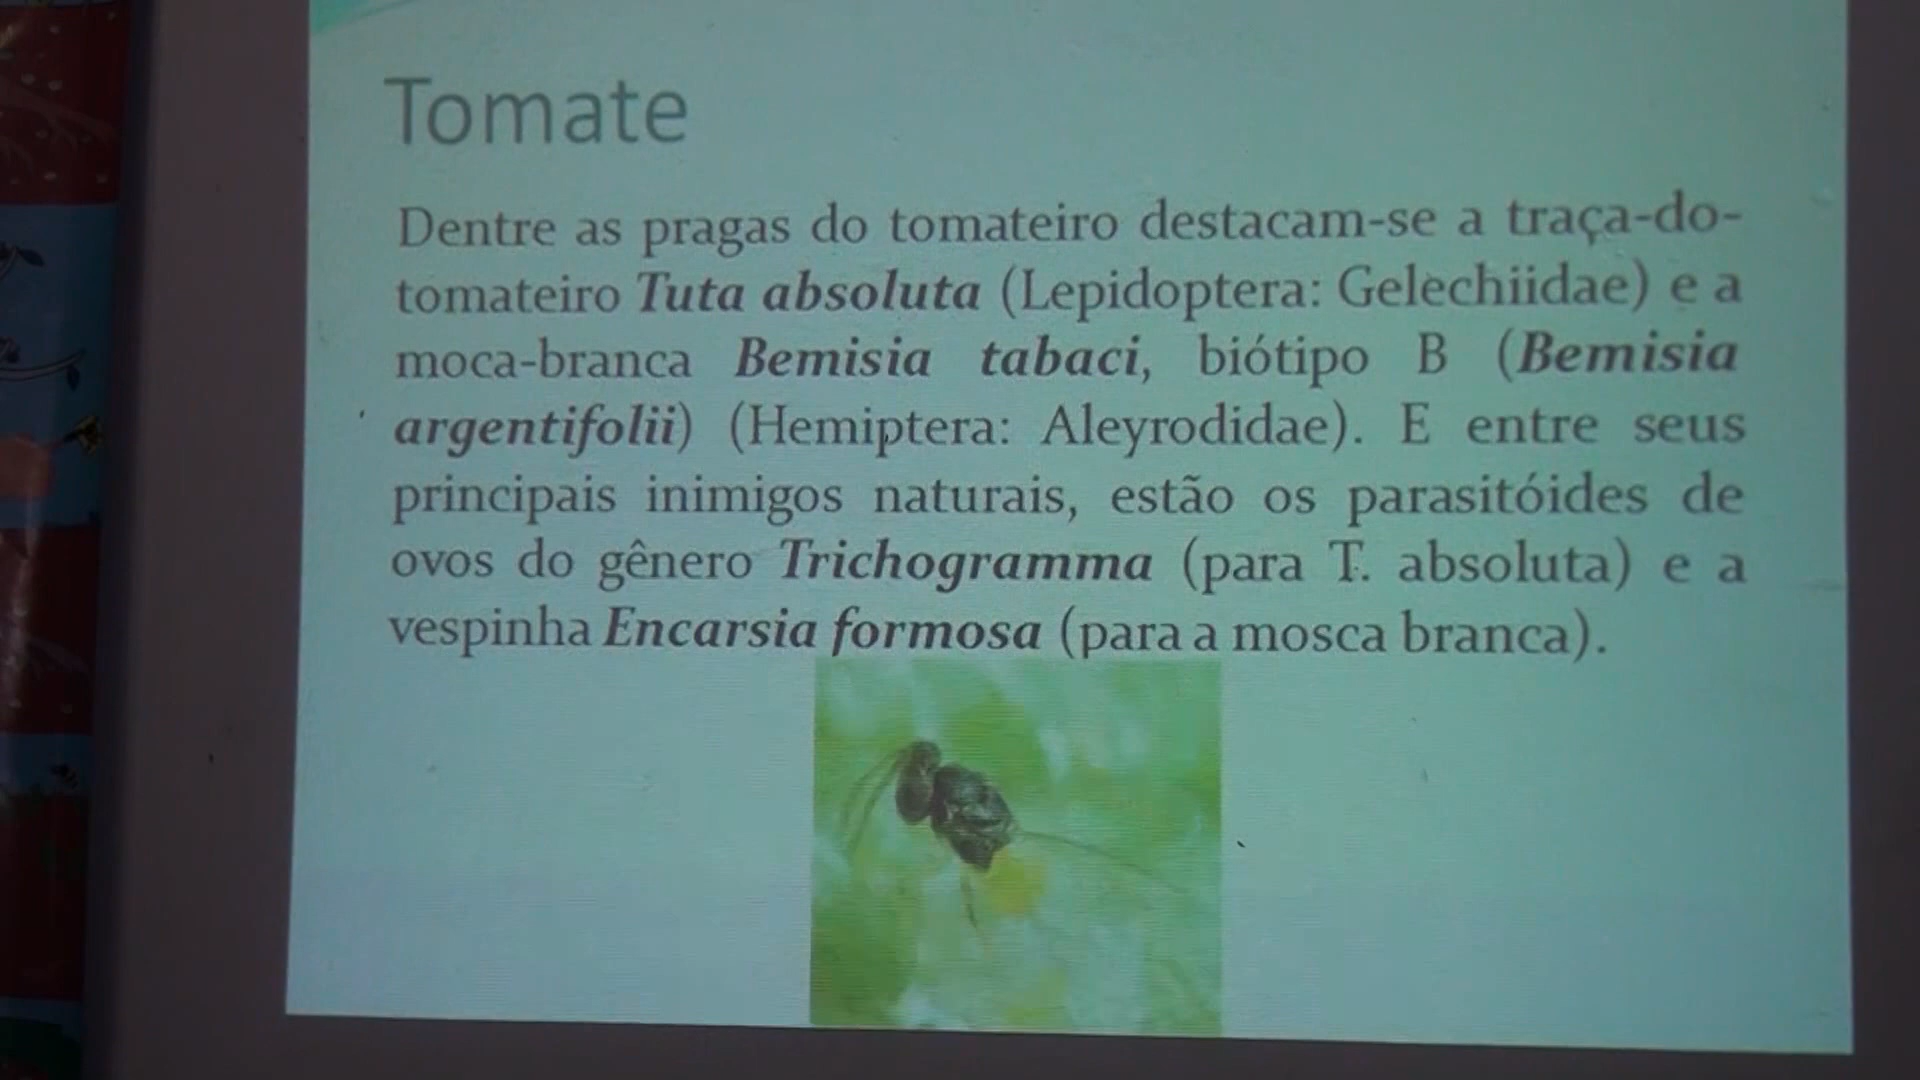 Tomate
Dentre as pragas do tomateiro destacam-se a traça-do-
tomateiro Tuta absoluta (Lepidoptera: Gelechiidae) e a
moca-branca Bemisia tabaci, biótipo B (Bemisia
argentifolii) (Hemiptera: Aleyrodidae). E entre seus
principais inimigos naturais, estão os parasitóides de
ovos do gênero Trichogramma (para T. absoluta) e a
vespinha Encarsia formosa (para a mosca branca).